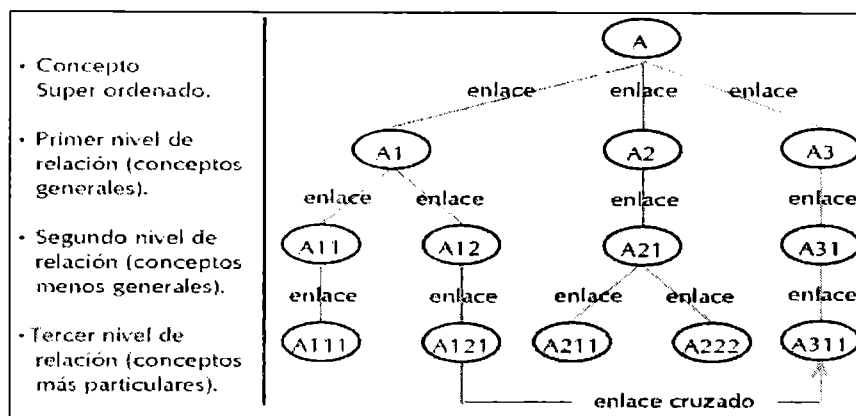 • Concepto
Super ordenado.
• Primer nivel de
relación (conceptos
generales).
• Segundo nivel de
relación (conceptos
menos generales).
• Tercer nivel de
relación (conceptos
más particulares).
A
enlace enlace enlace
A1 A2 A3
enlace enlace enlace enlace
A11 A12 A21 A31
enlace enlace enlace enlace enlace
A111 A121 A211 A222 A311
enlace cruzado